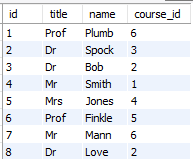 id title name course_id
1 Prof Plumb 6
2 Dr Spock 3
3 Dr Bob 2
4 Mr Smith 1
5 Mrs Jones 4
6 Prof Finkle 5
7 Mr Mann 6
8 Dr Love 2